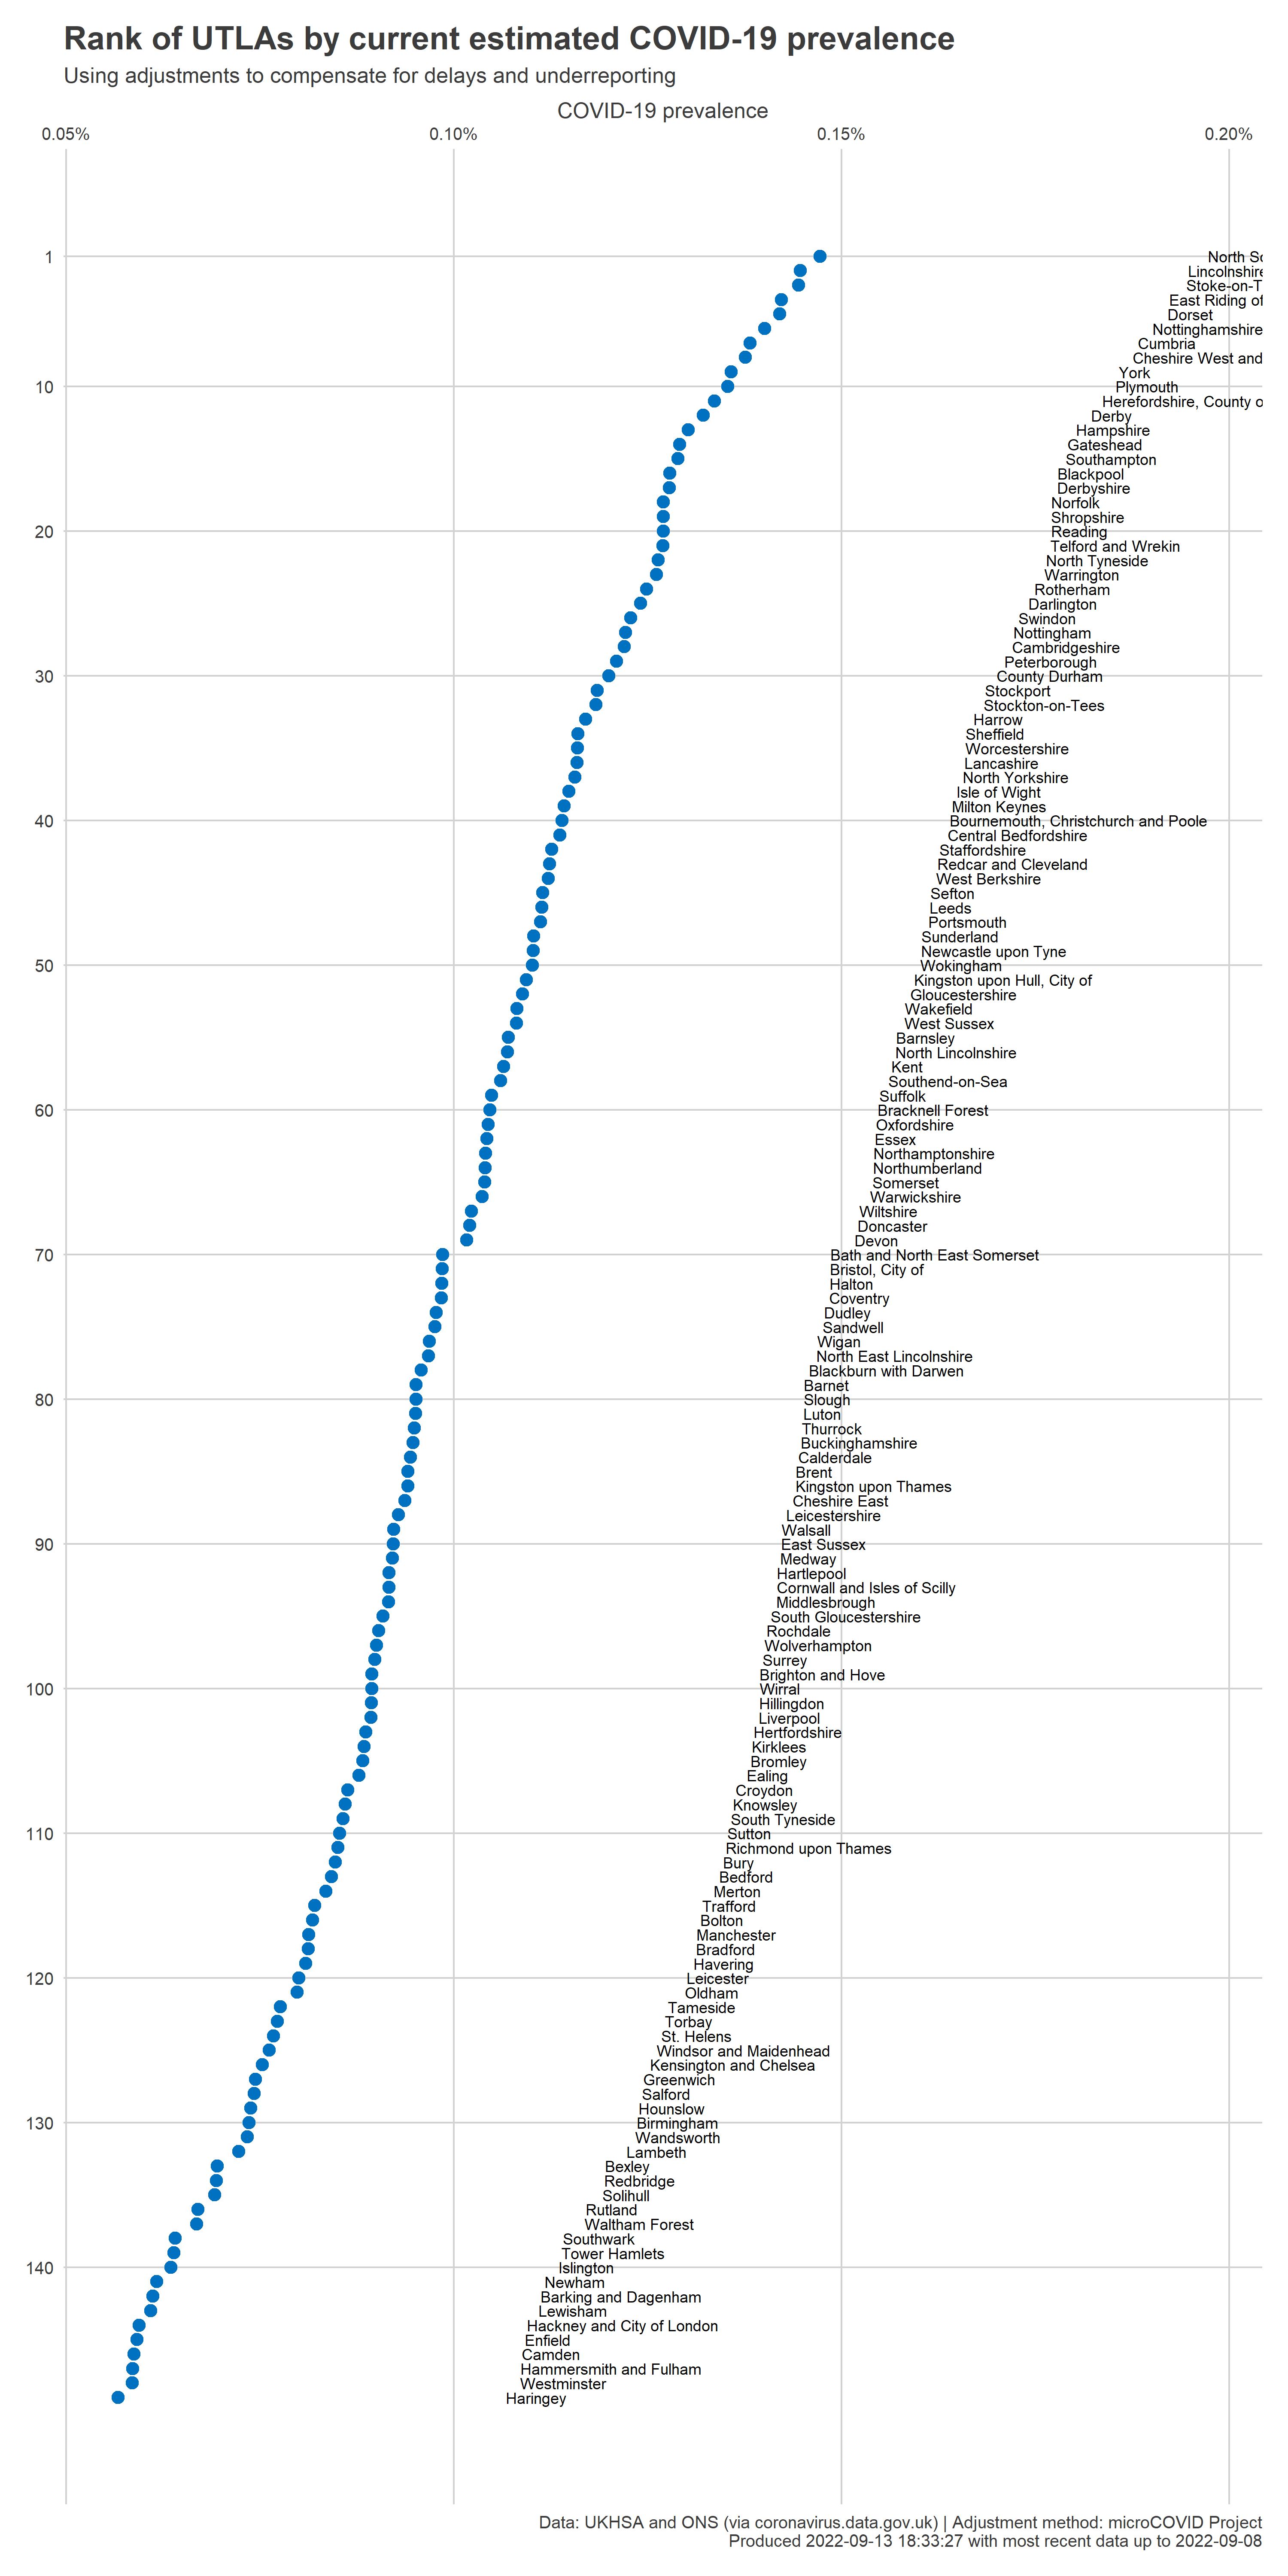 Rank of UTLAs by current estimated COVID-19 prevalence
Using adjustments to compensate for delays and underreporting
COVID-19 prevalence
0.05% 0.10% 0.15% 0.20%
1 North
Lincolnshire
Stoke-on-T
East Riding of
Dorset
Nottinghamshire
Cumbria
Cheshire West and
York
10 Plymouth
Herefordshire, County o
Derby
Hampshire
Gateshead
Southampton
Blackpool
Derbyshire
Norfolk
Shropshire
20 Reading
Telford and Wrekin
North Tyneside
Warrington
Rotherham
Darlington
Swindon
Nottingham
Cambridgeshire
Peterborough
30 County Durham
Stockport
Stockton-on-Tees
Harrow
Sheffield
Worcestershire
Lancashire
North Yorkshire
Isle of Wight
Milton Keynes
40 Bournemouth, Christchurch and Poole
Central Bedfordshire
Staffordshire
Redcar and Cleveland
West Berkshire
Sefton
Leeds
Portsmouth
Sunderland
Newcastle upon Tyne
50 Wokingham
Kingston upon Hull, City of
Gloucestershire
Wakefield
West Sussex
Barnsley
North Lincolnshire
Kent
Southend-on-Sea
Suffolk
60 Bracknell Forest
Oxfordshire
Essex
Northamptonshire
Northumberland
Somerset
Warwickshire
Wiltshire
Doncaster
Devon
70 Bath and North East Somerset
Bristol, City of
Halton
Coventry
Dudley
Sandwell
Wigan
North East Lincolnshire
Blackburn with Darwen
Barnet
80 Slough
Luton
Thurrock
Buckinghamshire
Calderdale
Brent
Kingston upon Thames
Cheshire East
Leicestershire
Walsall
90 East Sussex
Medway
Hartlepool
Cornwall and Isles of Scilly
Middlesbrough
South Gloucestershire
Rochdale
Wolverhampton
Surrey
Brighton and Hove
100 Wirral
Hillingdon
Liverpool
Hertfordshire
Kirklees
Bromley
Ealing
Croydon
Knowsley
South Tyneside
110 Sutton
Richmond upon Thames
Bury
Bedford
Merton
Trafford
Bolton
Manchester
Bradford
Havering
120 Leicester
Oldham
Tameside
Torbay
St. Helens
Windsor and Maidenhead
Kensington and Chelsea
Greenwich
Salford
Hounslow
130 Birmingham
Wandsworth
Lambeth
Bexley
Redbridge
Solihull
Rutland
Waltham Forest
Southwark
Tower Hamlets
140 Islington
Newham
Barking and Dagenham
Lewisham
Hackney and City of London
Enfield
Camden
Hammersmith and Fulham
Westminster
Haringey
Data: UKHSA and ONS (via coronavirus.data.gov.uk) | Adjustment method: microCOVID Project
Produced 2022-09-13 18:33:27 with most recent data up to 2022-09-08